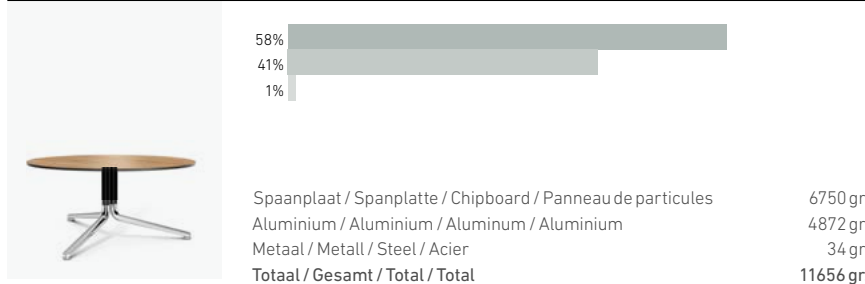 58%
41%
1%
Spaanplaat / Spanplatte / Chipboard / Panneau de particules 6750 gr
Aluminium / Aluminium / Aluminum / Aluminium 4872 gr
Metaal / Metall / Steel / Acier 34 gr
Totaal / Gesamt / Total / Total 11656 gr